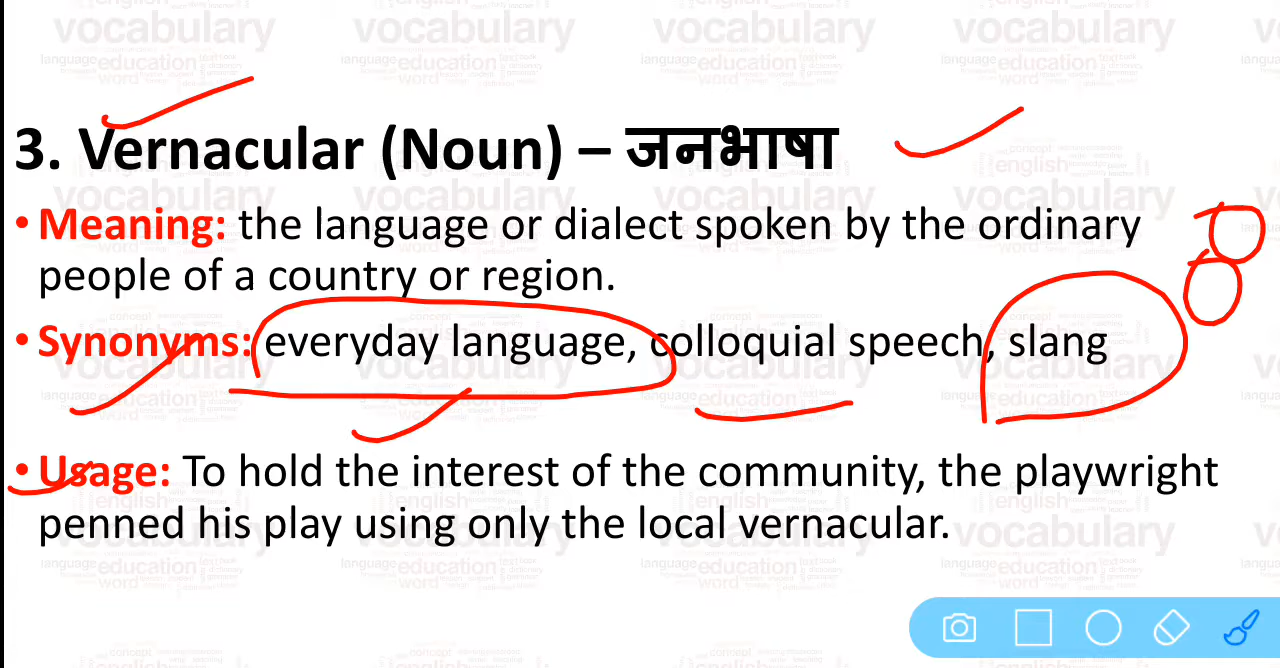 3. Vernacular (Noun) – जनभाषा
• Meaning: the language or dialect spoken by the ordinary
people of a country or region.
• Synonyms: everyday language, colloquial speech, slang
• Usage: To hold the interest of the community, the playwright
penned his play using only the local vernacular.